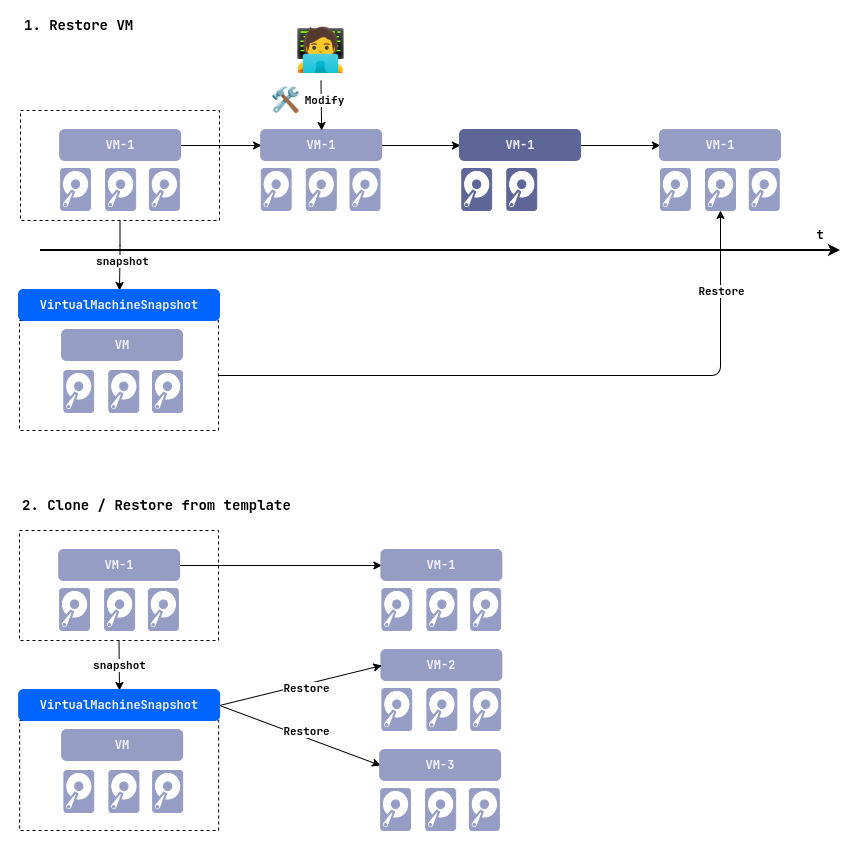 1. Restore VM
Modify
VM-1
VM-1
VM-1
VM-1
t
snapshot
Restore
VirtualMachineSnapshot
VM
2. Clone / Restore from template
VM-1
VM-1
snapshot
VM-2
Restore
VirtualMachineSnapshot
Restore
VM
VM-3